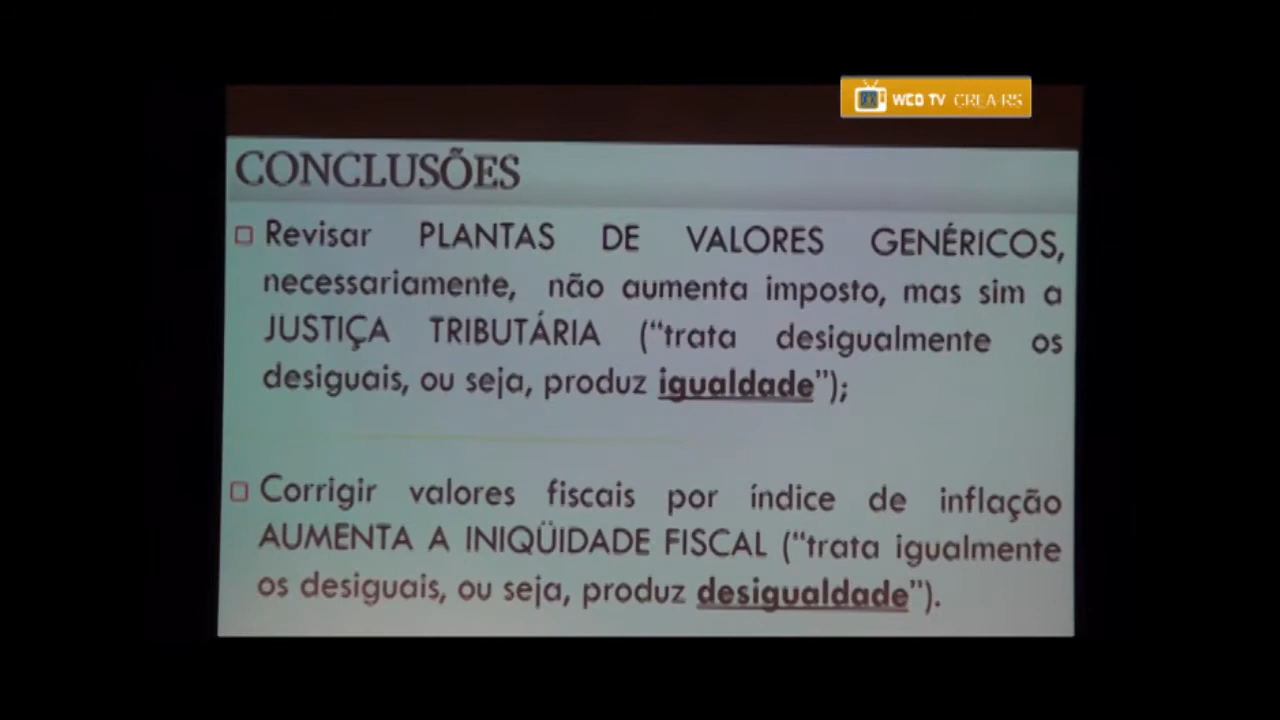 WEB TV CREA-RS
CONCLUSÕES
Revisar PLANTAS DE VALORES GENÉRICOS,
necessariamente, não aumenta imposto, mas sim a
JUSTIÇA TRIBUTÁRIA (“trata desigualmente os
desiguais, ou seja, produz igualdade”);
Corrigir valores fiscais por índice de inflação
AUMENTA A INIQÜIDADE FISCAL (“trata igualmente
os desiguais, ou seja, produz desigualdade”).